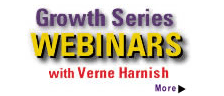 Growth Series
WEBINARS
with Verne Harnish
More